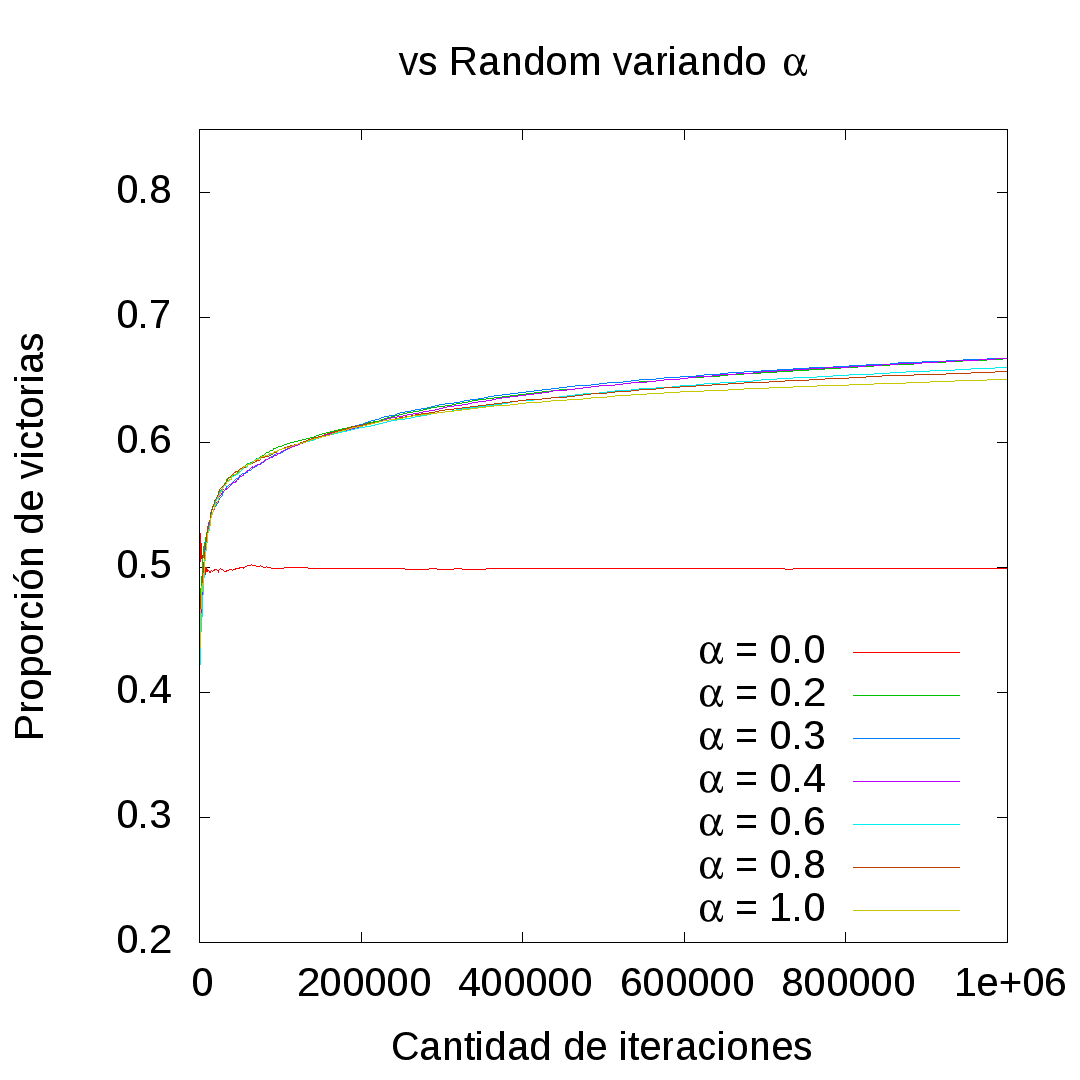 vs Random variando α
Proporción de victorias
0.8
0.7
0.6
0.5
0.4
0.3
0.2
α = 0.0
α = 0.2
α = 0.3
α = 0.4
α = 0.6
α = 0.8
α = 1.0
0 200000 400000 600000 800000 1e+06
Cantidad de iteraciones